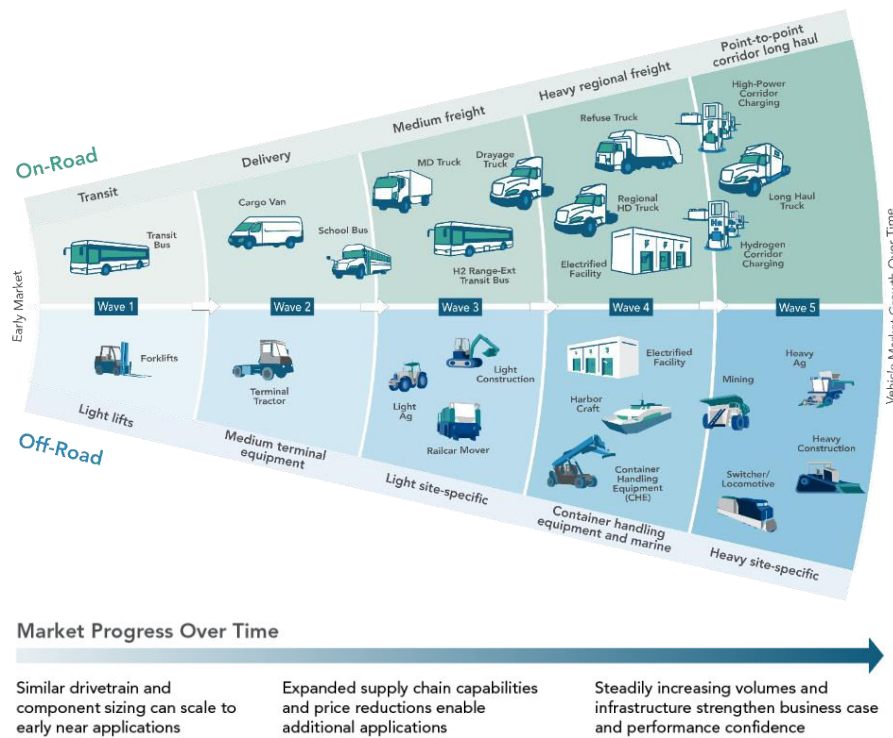 Point-to-point
corridor long haul
Heavy regional freight
Medium freight
Delivery
Transit
On-Road
High-Power
Corridor
Charging
Refuse Truck
Drayage
Truck
MD Truck
Cargo Van
School Bus
Transit
Bus
Regional
HD Truck
Long Haul
Truck
H2 Range-Ext
Transit Bus
Electrified
Facility
Hydrogen
Corridor
Charging
Early Market
Vehicle Market Growth Over Time
Wave 1
Wave 2
Wave 3
Wave 4
Wave 5
Forklifts
Terminal
Tractor
Light
Construction
Light
Ag
Railcar Mover
Electrified
Facility
Harbor
Craft
Container
Handling
Equipment
(CHE)
Heavy
Ag
Mining
Heavy
Construction
Switcher/
Locomotive
Off-Road
Light lifts
Medium terminal
equipment
Light site-specific
Container handling
equipment and marine
Heavy site-specific
Market Progress Over Time
Similar drivetrain and
component sizing can scale to
early near applications
Expanded supply chain capabilities
and price reductions enable
additional applications
Steadily increasing volumes and
infrastructure strengthen business case
and performance confidence